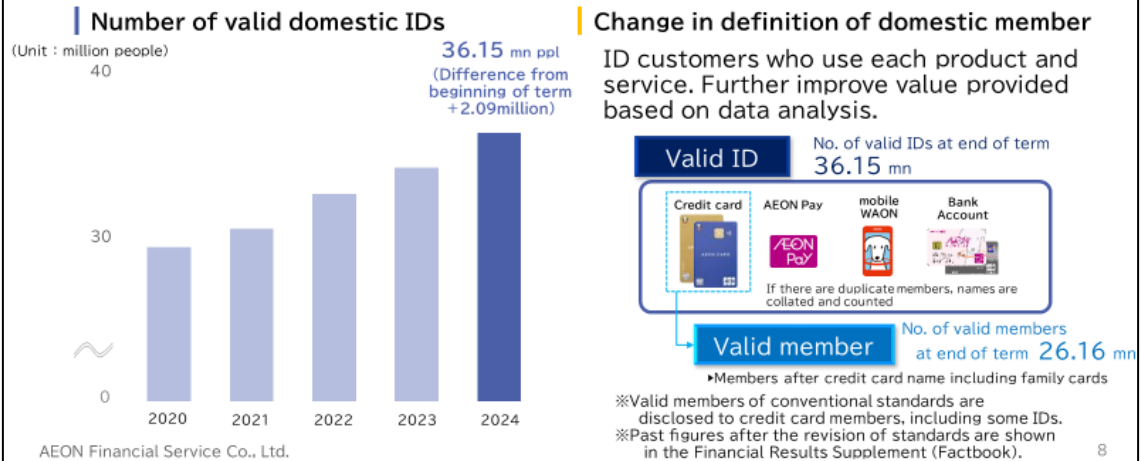 Number of valid domestic IDs
(Unit：million people)
36.15 mn ppl
(Difference from
beginning of term
+2.09million)
40
30
0
2020
2021
2022
2023
2024
AEON Financial Service Co., Ltd.
Change in definition of domestic member
ID customers who use each product and
service. Further improve value provided
based on data analysis.
Valid ID
No. of valid IDs at end of term
36.15 mn
Credit card
AEON Pay
mobile
WAON
Bank
Account
AEON CARD
AEON
Pay
If there are duplicate members, names are
collated and counted
Valid member
No. of valid members
at end of term 26.16 mn
▸Members after credit card name including family cards
※Valid members of conventional standards are
disclosed to credit card members, including some IDs.
※Past figures after the revision of standards are shown
in the Financial Results Supplement (Factbook).
8